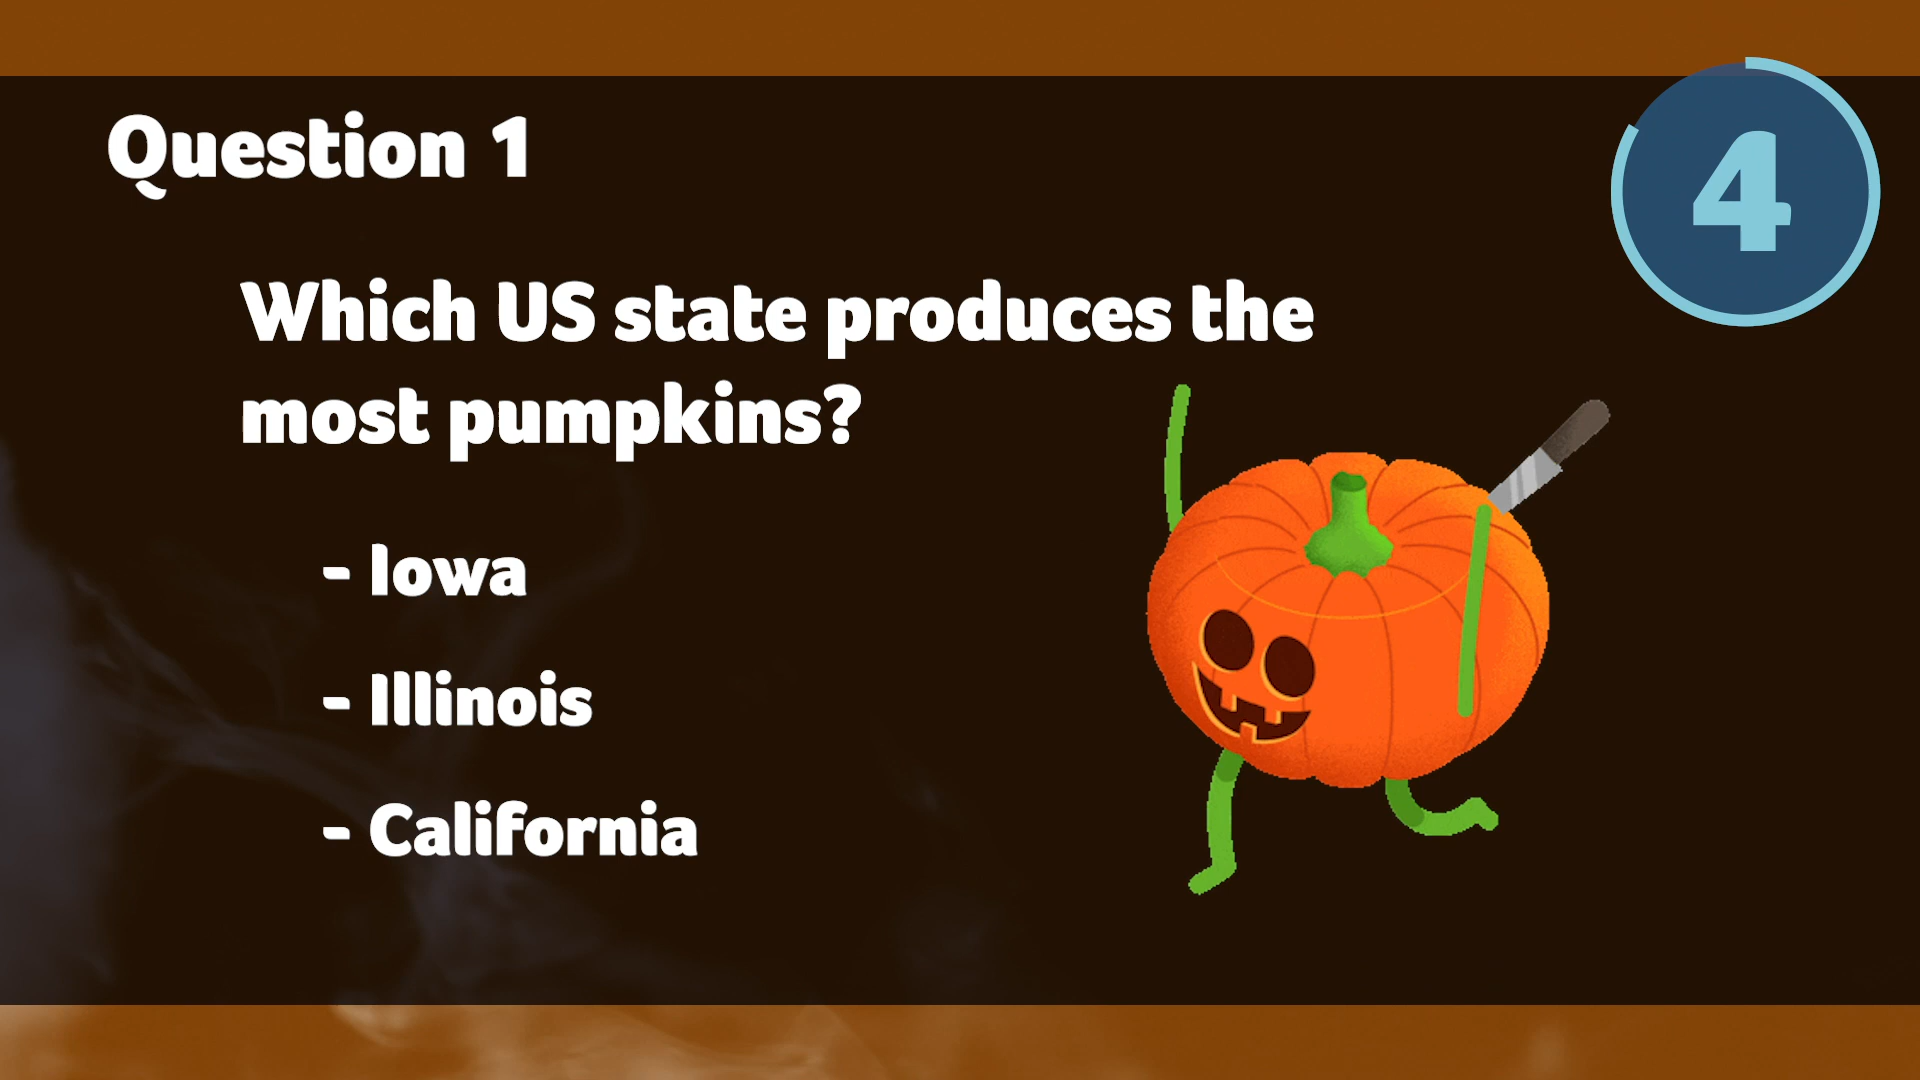 Question 1
4
Which US state produces the
most pumpkins?
- Iowa
- Illinois
- California